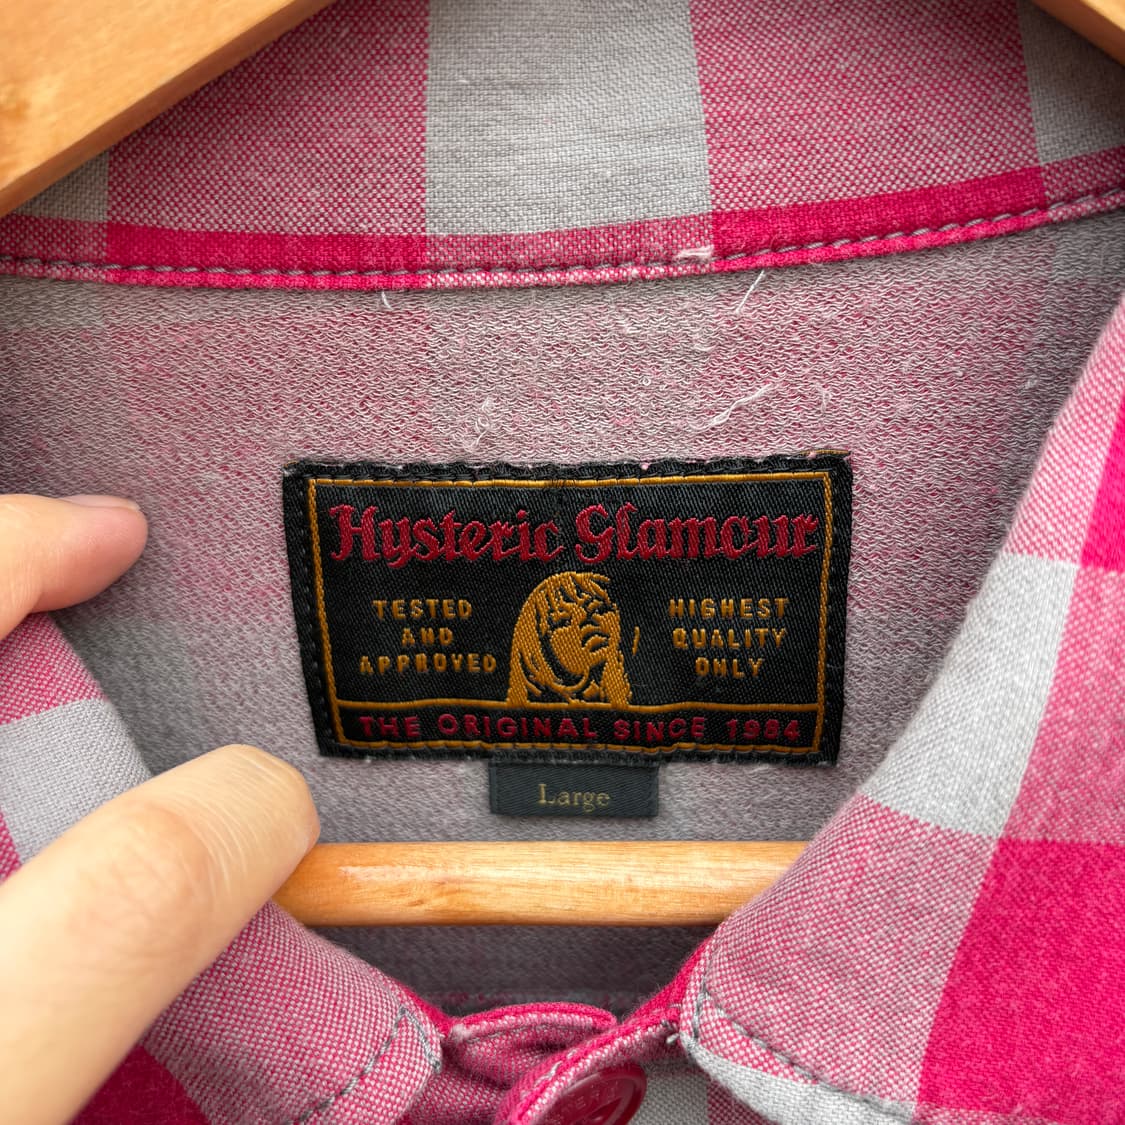 Hysteric Glamour
TESTED
AND
APPROVED
HIGHEST
QUALITY
ONLY
THE ORIGINAL SINCE 1984
Large